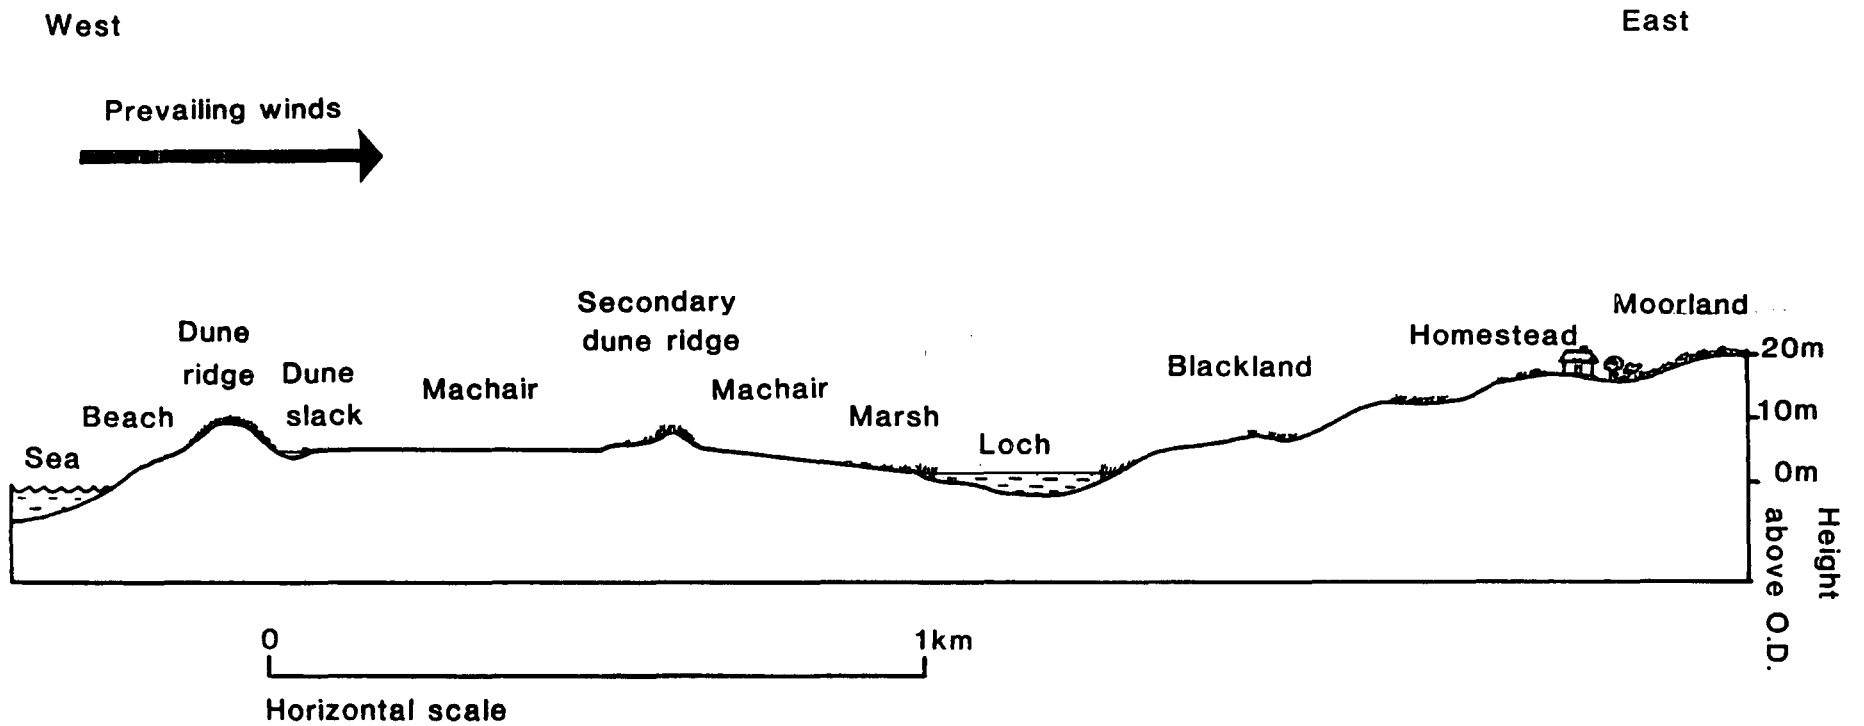 West
East
Prevailing winds
Secondary
dune ridge
Dune
ridge
Dune
slack
Beach
Sea
Machair
Machair
Marsh
Loch
Blackland
Homestead
Moorland
20m
10m
0m
Height
above O.D.
0
1km
Horizontal scale